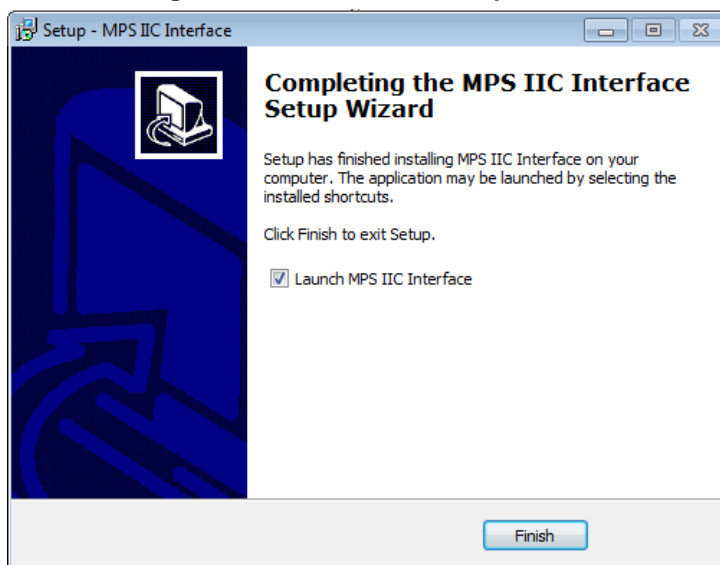 Setup - MPS IIC Interface
Completing the MPS IIC Interface
Setup Wizard
Setup has finished installing MPS IIC Interface on your
computer. The application may be launched by selecting the
installed shortcuts.
Click Finish to exit Setup.
Launch MPS IIC Interface
Finish